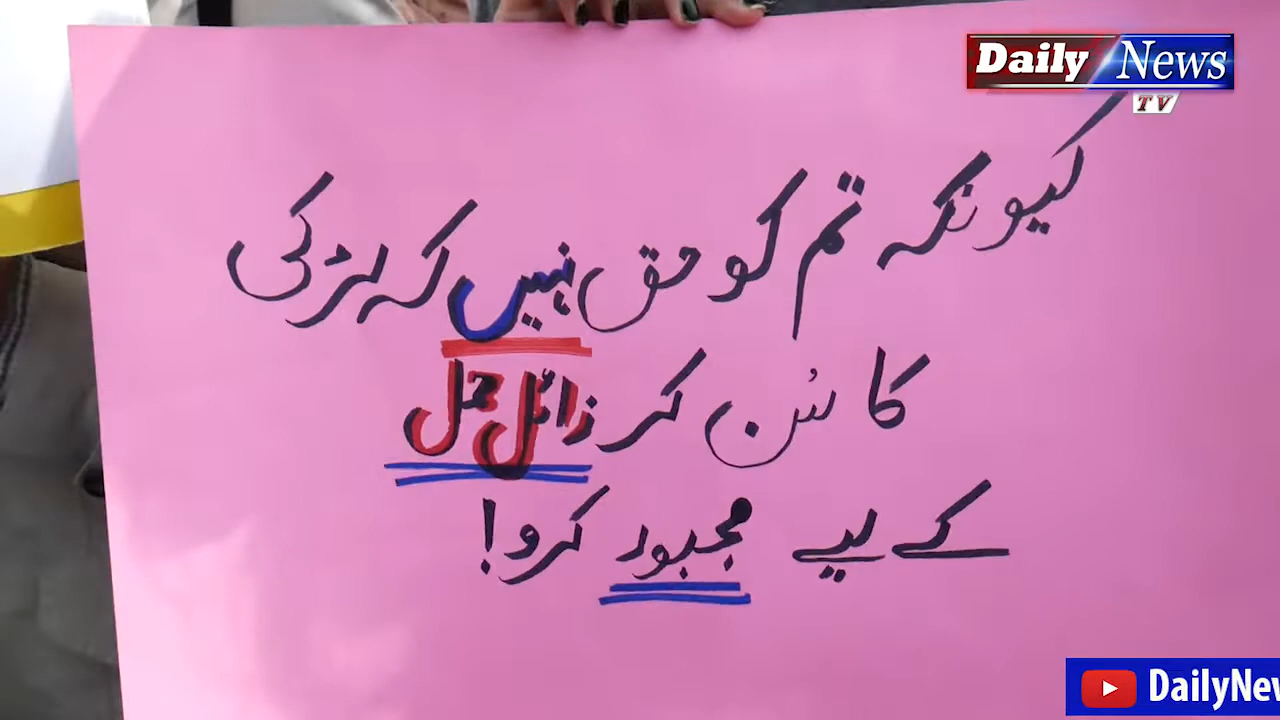 Daily News
TV
کیونکہ تم کو حق نہیں کہ لڑکی
کا سُن کر زائل حمل
کے لیے مجبور کرو!
DailyNew